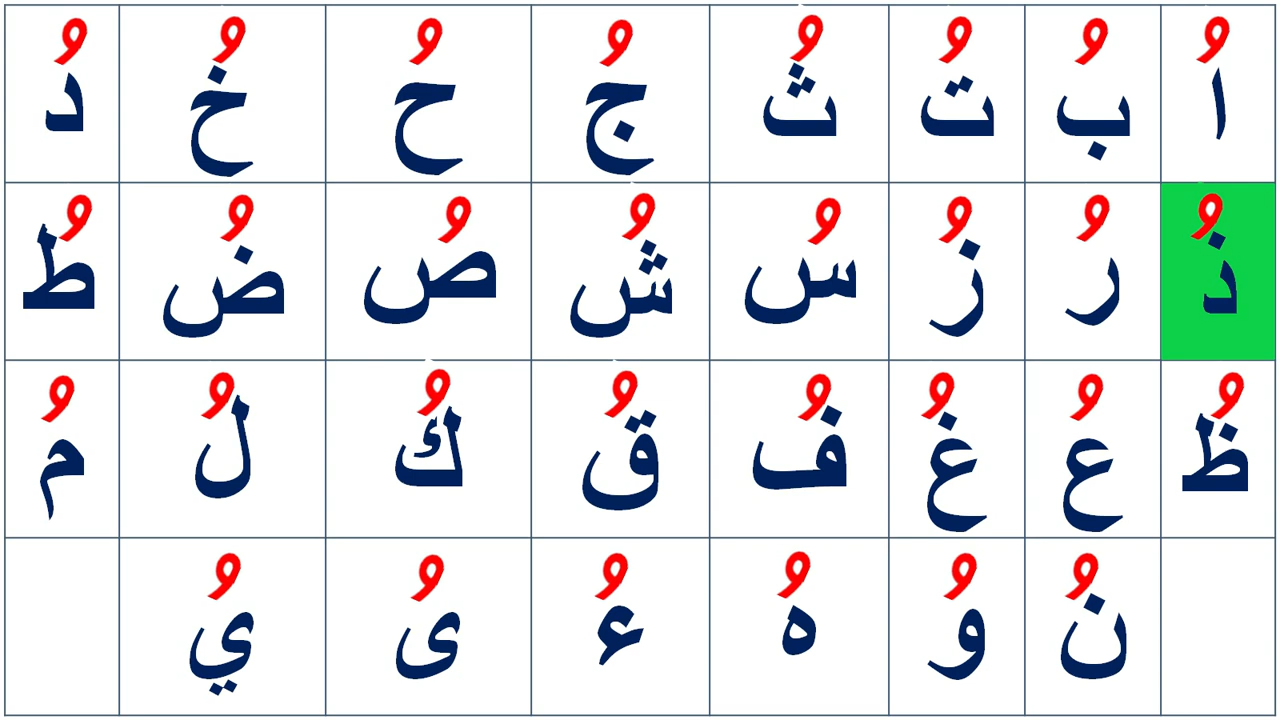 اُ بُ تُ ثُ جُ حُ خُ دُ
ذُ رُ زُ سُ شُ صُ ضُ طُ
ظُ عُ غُ فُ قُ كُ لُ مُ
نُ وُ هُ ءُ ىُ يُ